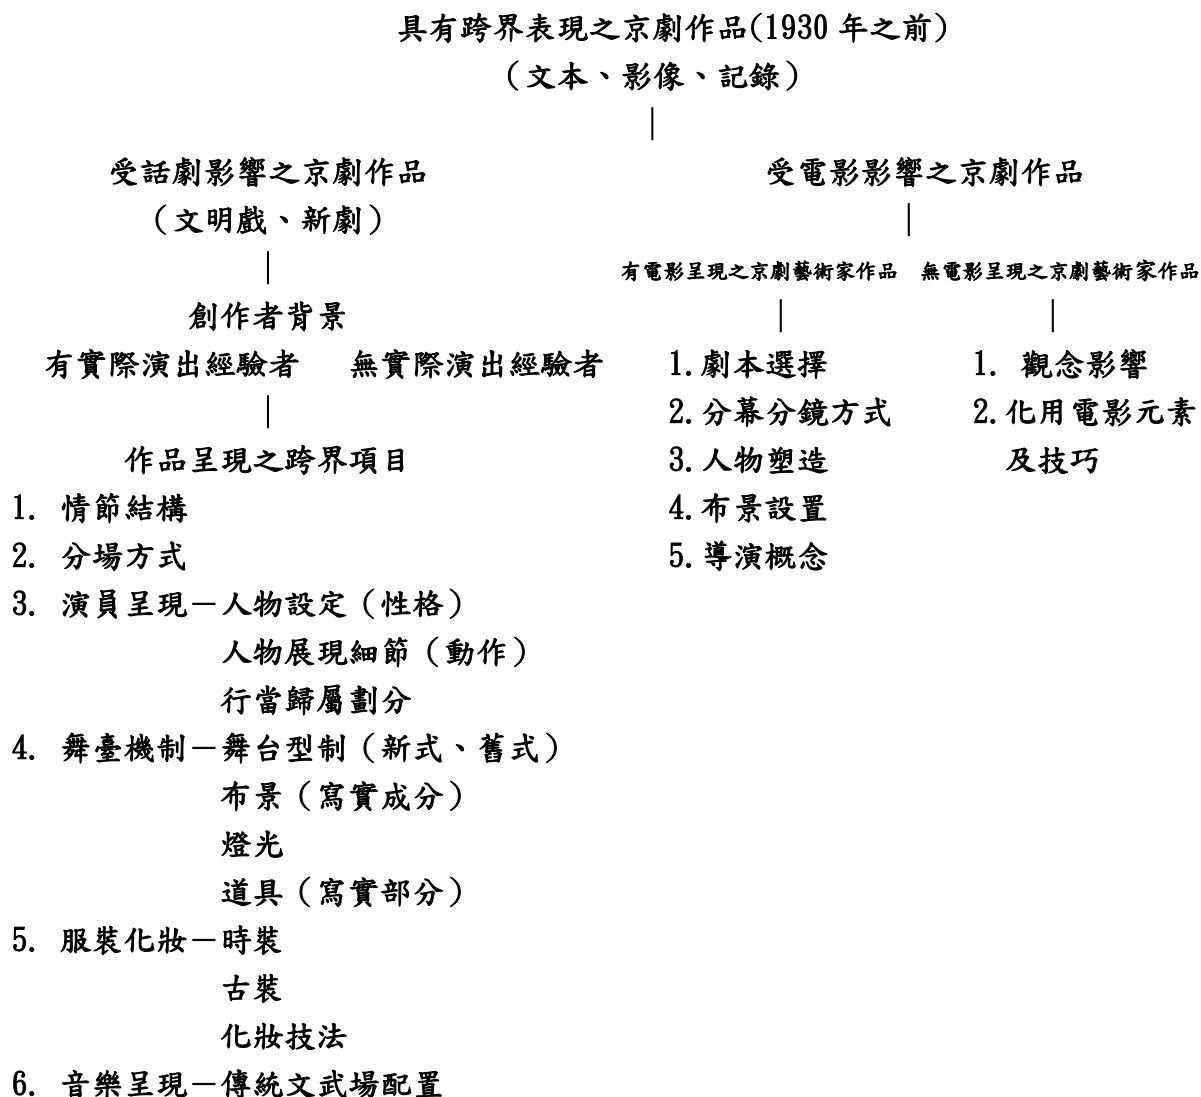 具有跨界表現之京劇作品(1930 年之前)
（文本、影像、記錄）
受話劇影響之京劇作品
（文明戲、新劇）
創作者背景
有實際演出經驗者 無實際演出經驗者
作品呈現之跨界項目
1. 情節結構
2. 分場方式
3. 演員呈現－人物設定（性格）
人物展現細節（動作）
行當歸屬劃分
4. 舞臺機制－舞台型制（新式、舊式）
布景（寫實成分）
燈光
道具（寫實部分）
5. 服裝化妝－時裝
古裝
化妝技法
6. 音樂呈現－傳統文武場配置
受電影影響之京劇作品
有電影呈現之京劇藝術家作品 無電影呈現之京劇藝術家作品
1.劇本選擇
2.分幕分鏡方式
3.人物塑造
4.布景設置
5.導演概念
1. 觀念影響
2.化用電影元素
及技巧